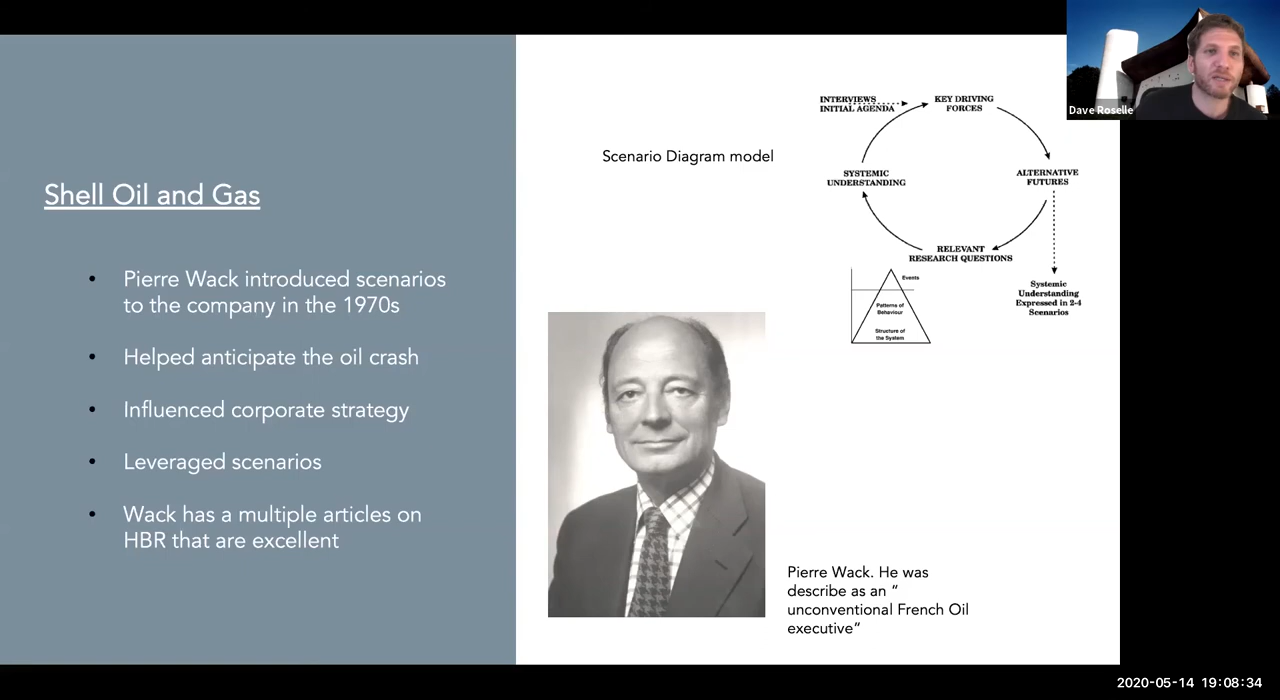 Shell Oil and Gas
• Pierre Wack introduced scenarios
to the company in the 1970s
• Helped anticipate the oil crash
• Influenced corporate strategy
• Leveraged scenarios
• Wack has a multiple articles on
HBR that are excellent
Scenario Diagram model
INTERVIEWS
INITIAL AGENDA
KEY DRIVING
FORCES
ALTERNATIVE
FUTURES
SYSTEMIC
UNDERSTANDING
RELEVANT
RESEARCH QUESTIONS
Events
Patterns of
Behaviour
Structure of
the System
Systemic
Understanding
Expressed in 2-4
Scenarios
Pierre Wack. He was
describe as an “
unconventional French Oil
executive”
Dave Roselle
2020-05-14 19:08:34